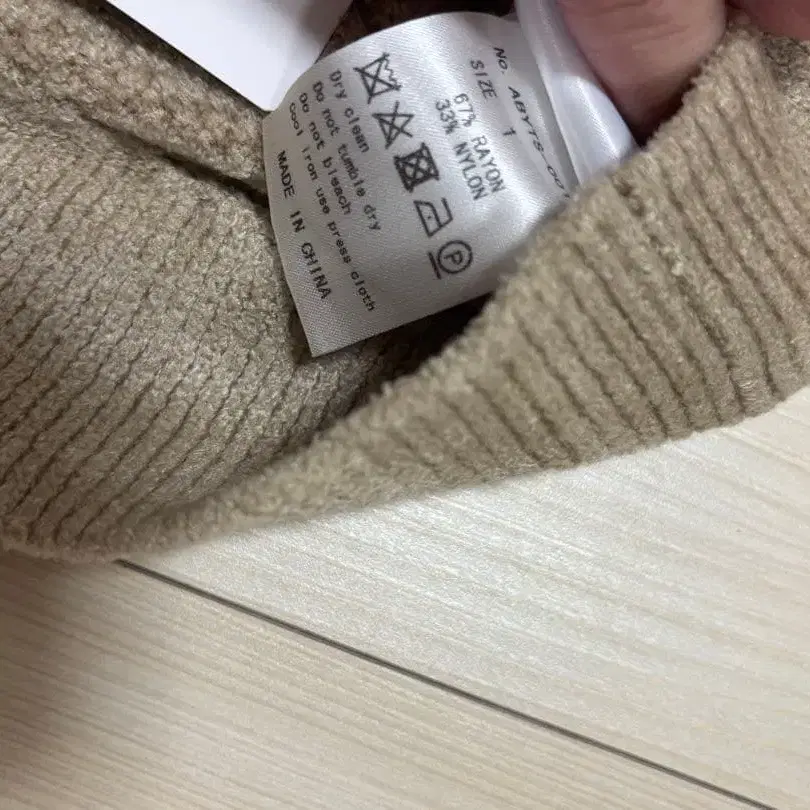 No. ABYTS-001
SIZE 1
67% RAYON
33% NYLON
P
Dry clean
Do not tumble dry
Do not bleach
Cool iron use press cloth
MADE IN CHINA